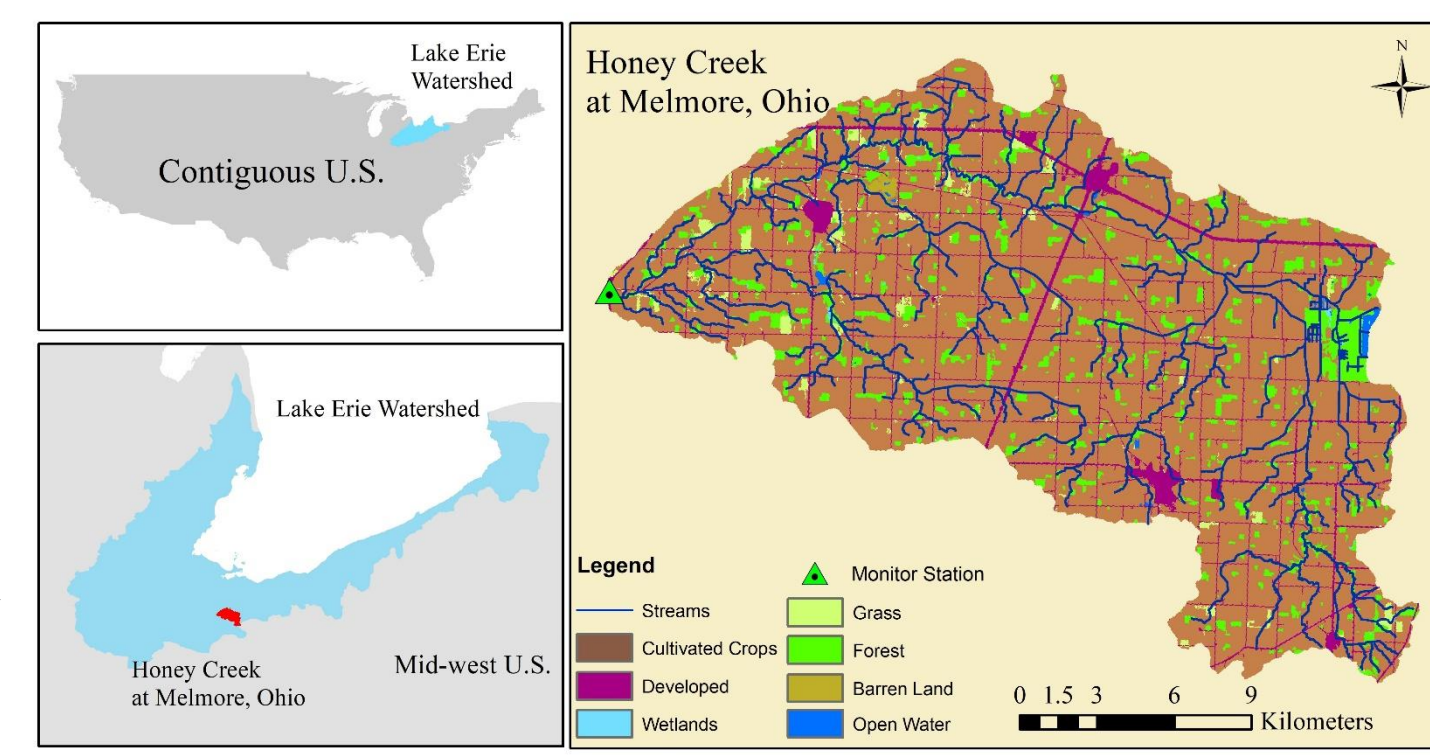 Lake Erie
Watershed
Contiguous U.S.
Lake Erie Watershed
Honey Creek
at Melmore, Ohio
Mid-west U.S.
Honey Creek
at Melmore, Ohio
N
Legend
Streams
Cultivated Crops
Developed
Wetlands
Monitor Station
Grass
Forest
Barren Land
Open Water
0 1.5 3 6 9
Kilometers